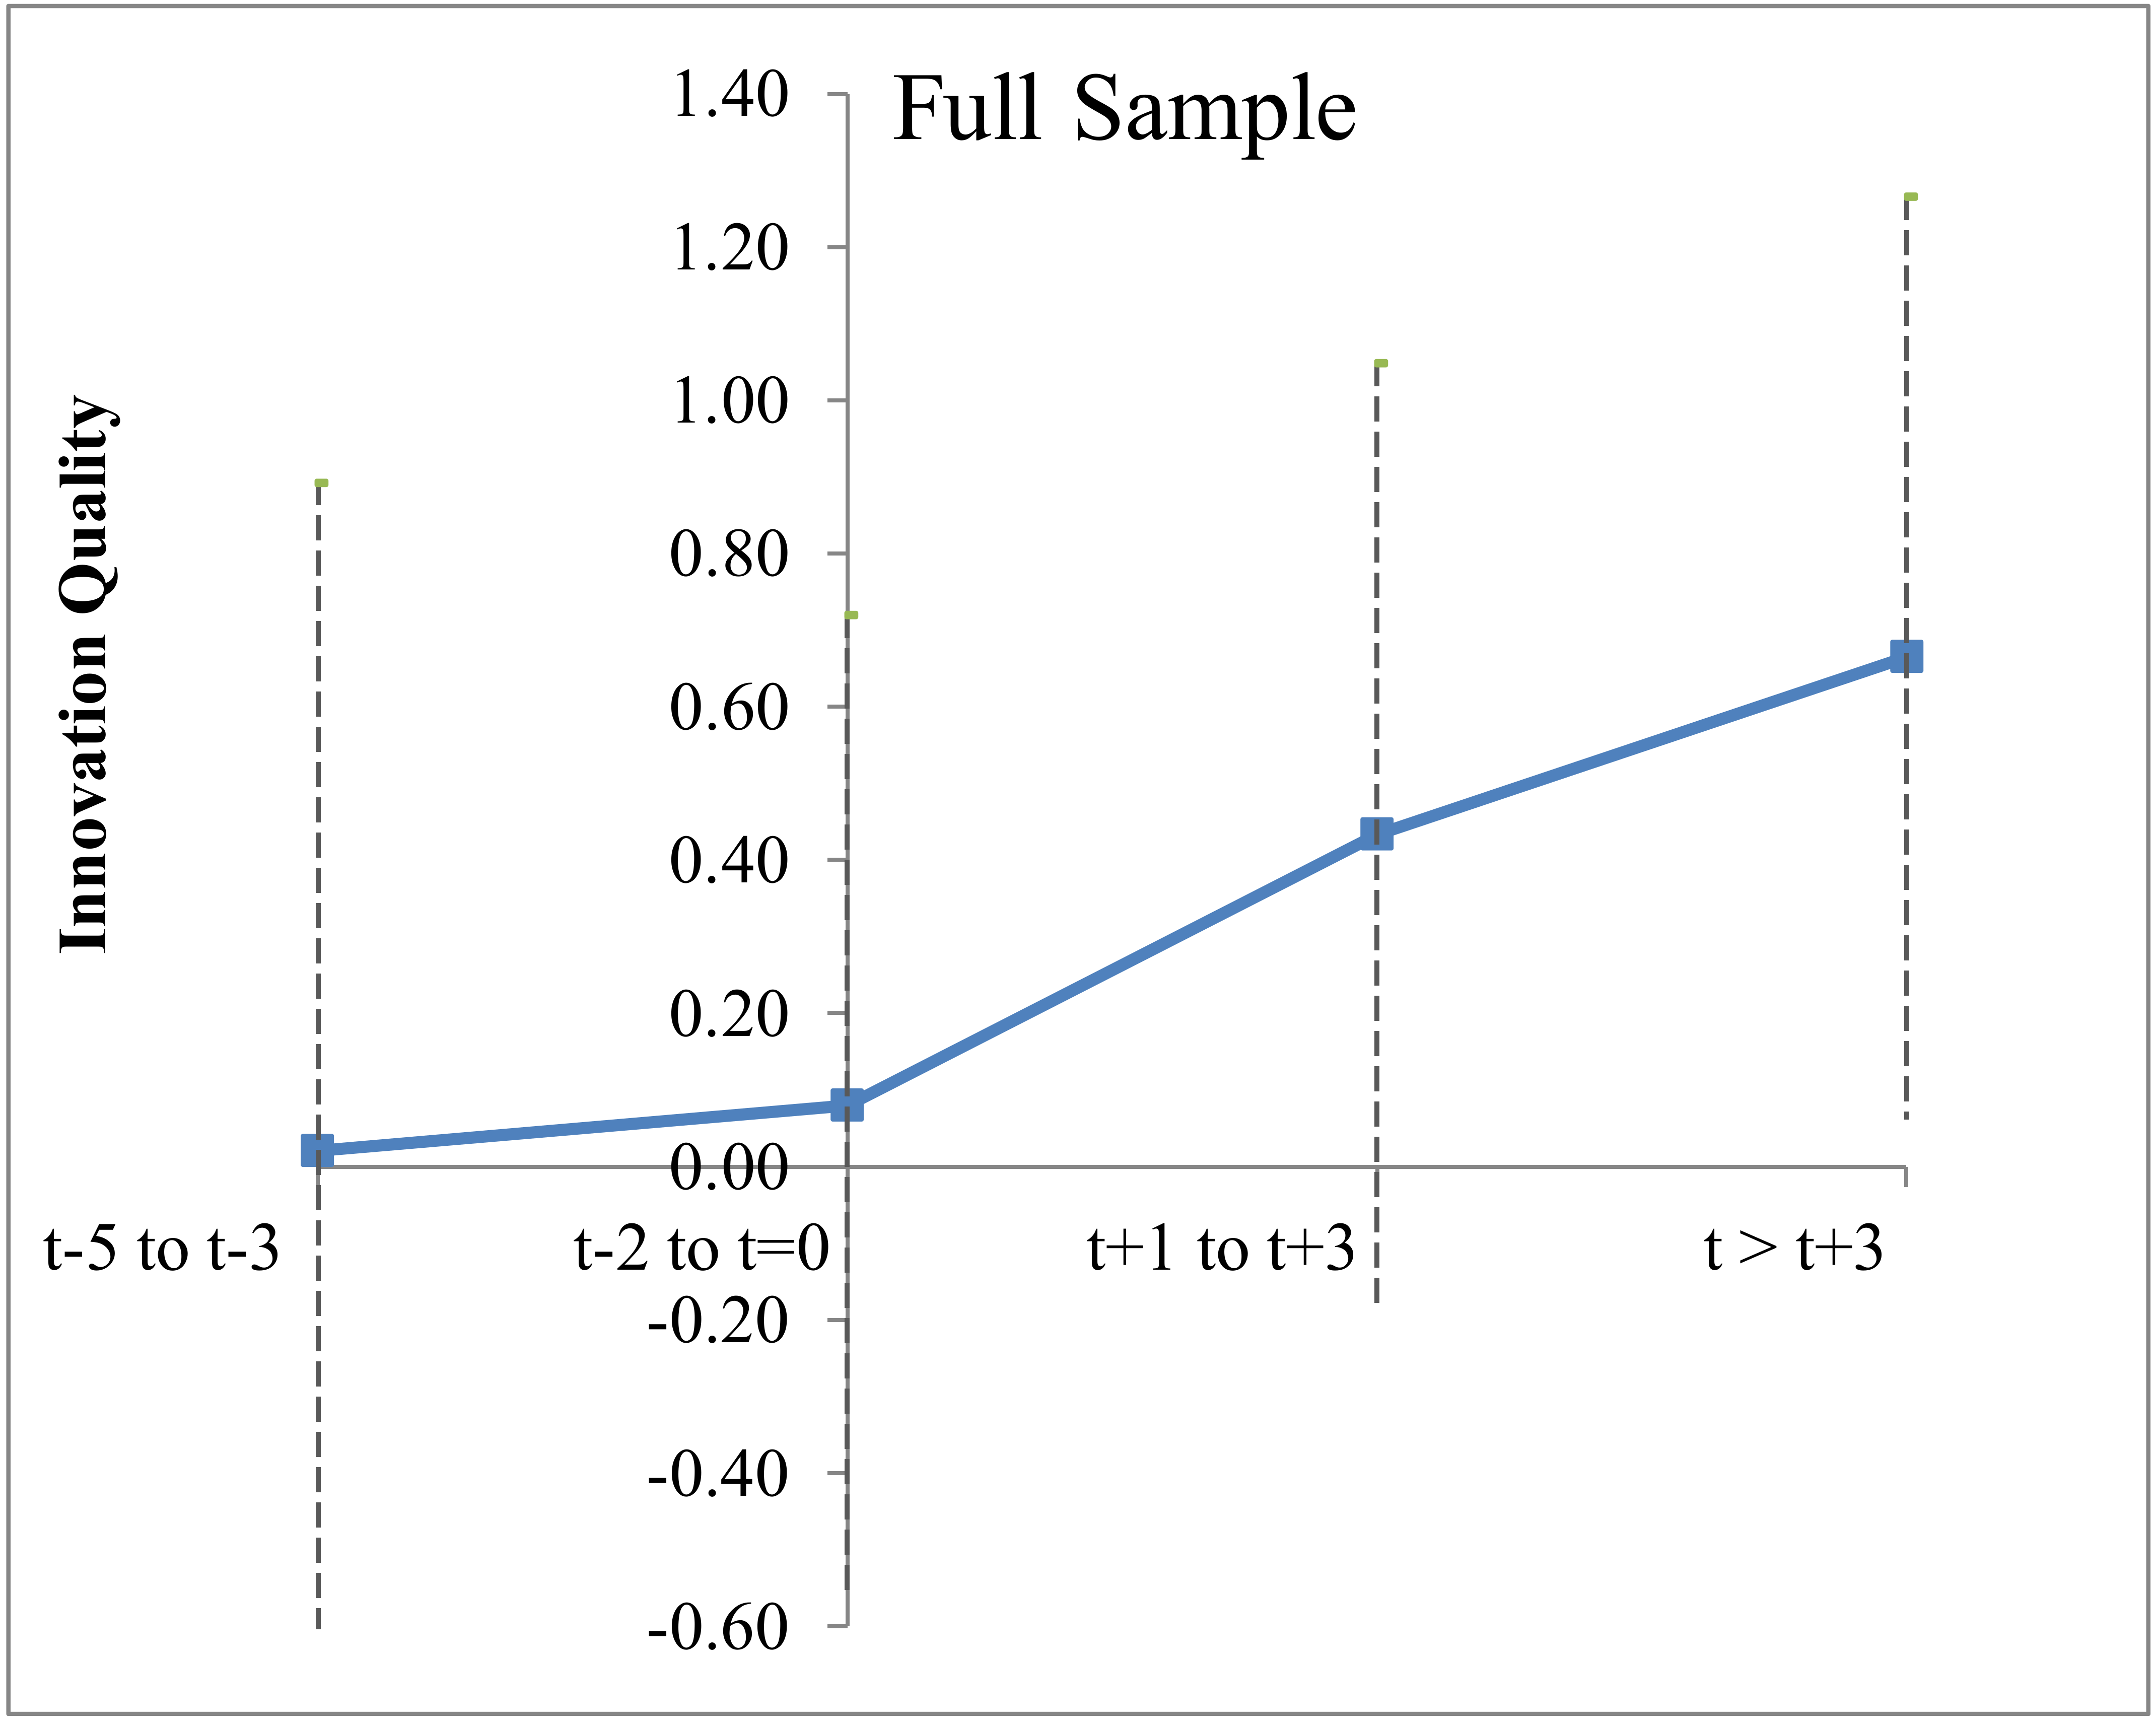 Full Sample
Innovation Quality
1.40
1.20
1.00
0.80
0.60
0.40
0.20
0.00
-0.20
-0.40
-0.60
t-5 to t-3
t-2 to t=0
t+1 to t+3
t > t+3